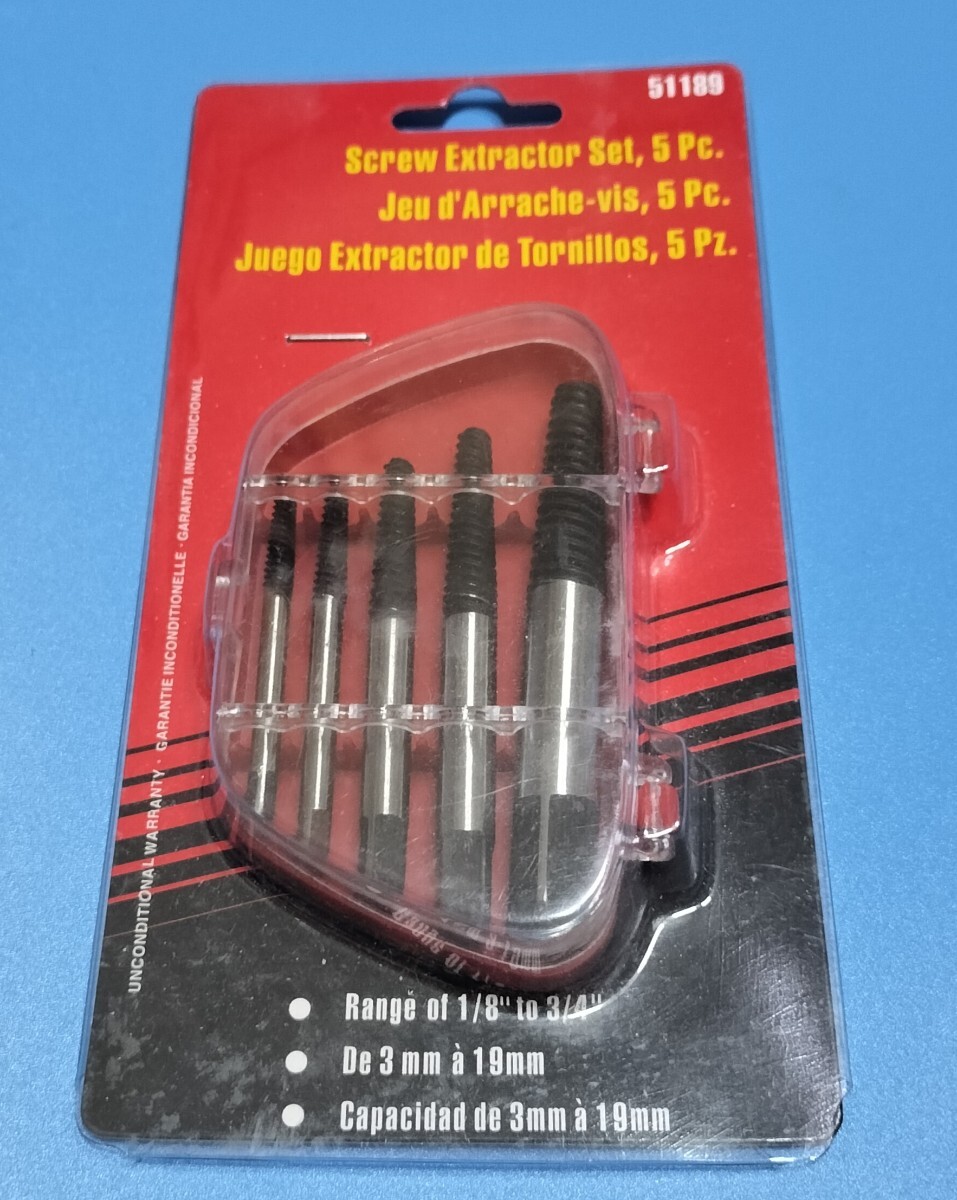 51189
Screw Extractor Set, 5 Pc.
Jeu d'Arrache-vis, 5 Pc.
Juego Extractor de Tornillos, 5 Pz.
UNCONDITIONAL WARRANTY · GARANTIE INCONDITIONELLE · GARANTIA INCONDICIONAL
Range of 1/8" to 3/4"
De 3 mm à 19mm
Capacidad de 3mm à 19mm